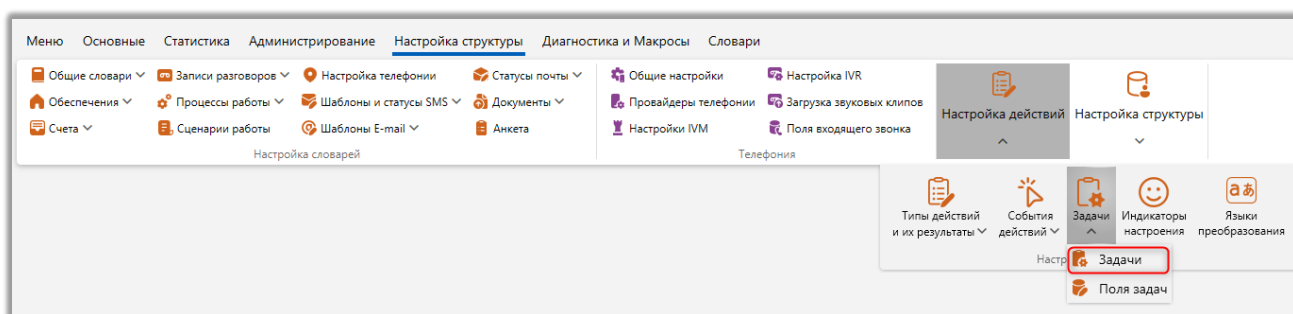 Меню Основные Статистика Администрирование Настройка структуры Диагностика и Макросы Словари
Общие словари Записи разговоров Настройка телефонии Статусы почты Общие настройки Настройка IVR
Обеспечения Процессы работы Шаблоны и статусы SMS Документы Провайдеры телефонии Загрузка звуковых клипов
Настройка действий Настройка структуры
Счета Сценарии работы Шаблоны E-mail Анкета Настройки IVM Поля входящего звонка
Настройка словарей Телефония
aあ
Типы действий
и их результаты
События
действий
Задачи
Индикаторы
настроения
Языки
преобразования
Настр
Задачи
Поля задач